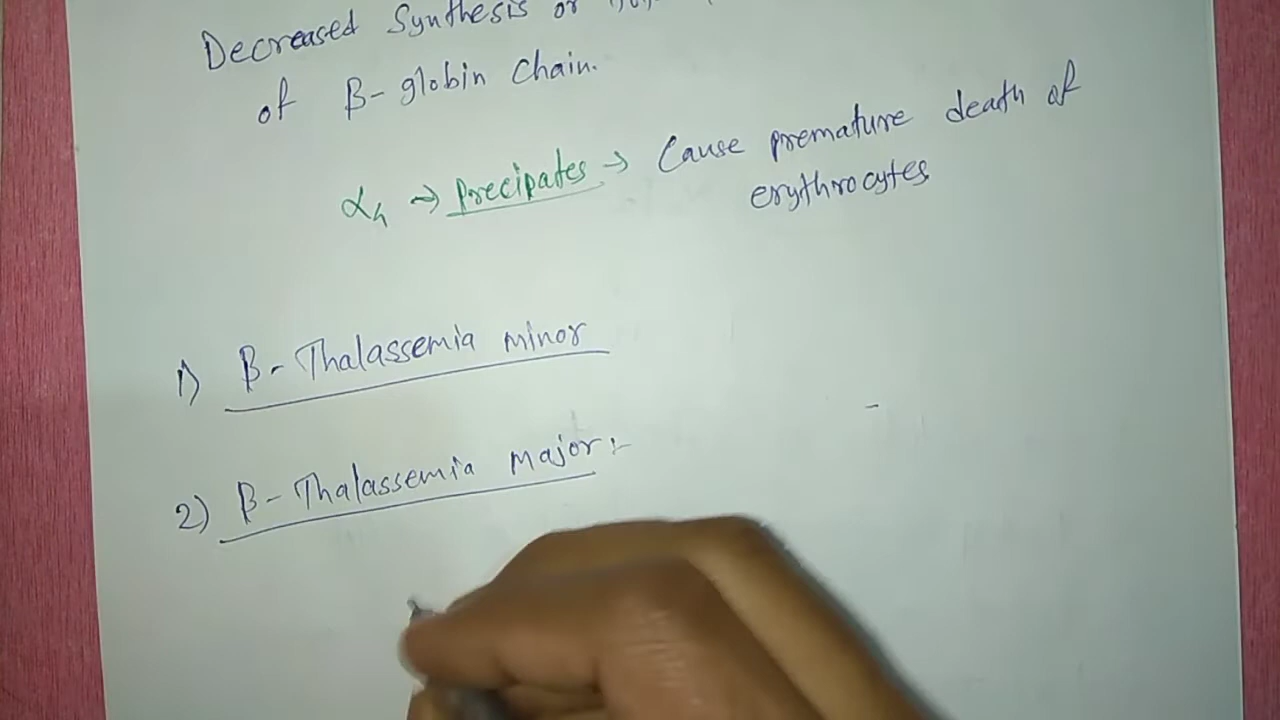 Decreased Synthesis or
of β- globin Chain.
α4 → Precipates → Cause premature death of
erythrocytes
1) β- Thalassemia minor
2) β- Thalassemia Major:-